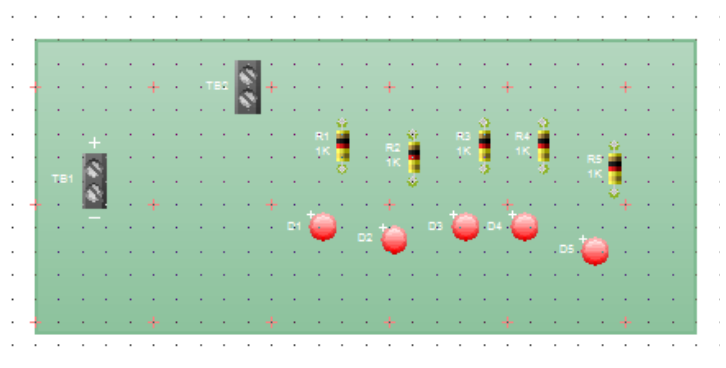 TB2
+
TB1
−
R1
1K
R2
1K
R3
1K
R4
1K
R5
1K
+
D1
+
D2
+
D3
+
D4
+
D5